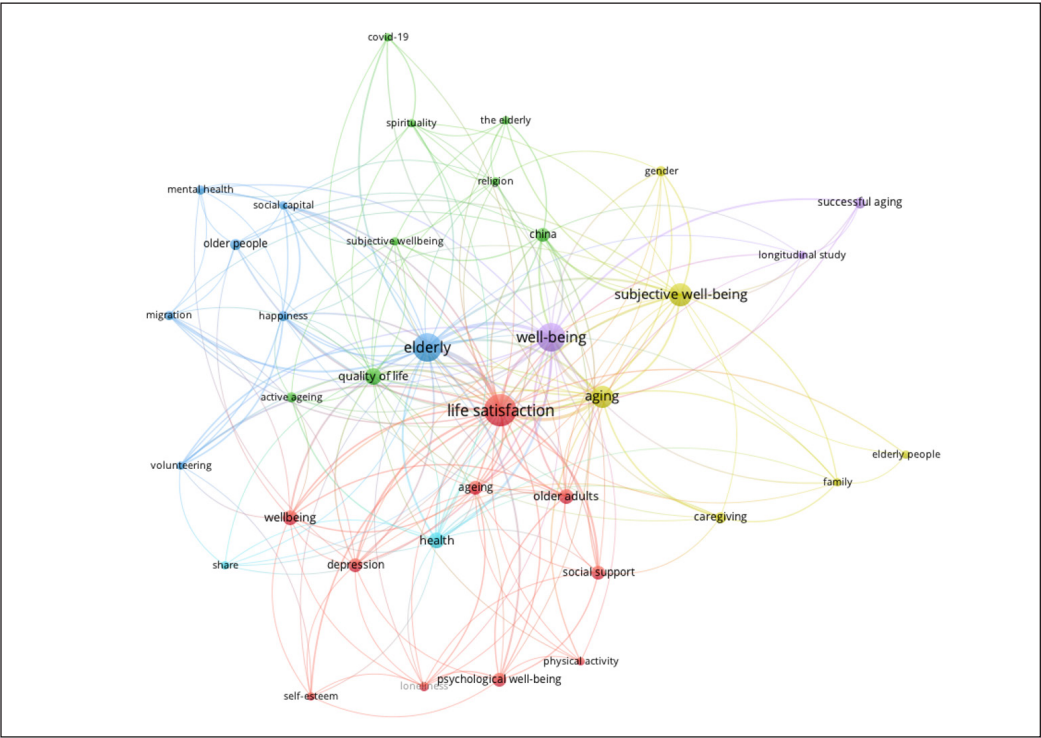 covid-19
spirituality
the elderly
gender
religion
mental health
successful aging
social capital
china
older people
subjective wellbeing
longitudinal study
subjective well-being
migration
happiness
well-being
elderly
quality of life
active ageing
aging
life satisfaction
elderly people
volunteering
family
ageing
older adults
wellbeing
caregiving
health
share
depression
social support
physical activity
psychological well-being
loneliness
self-esteem